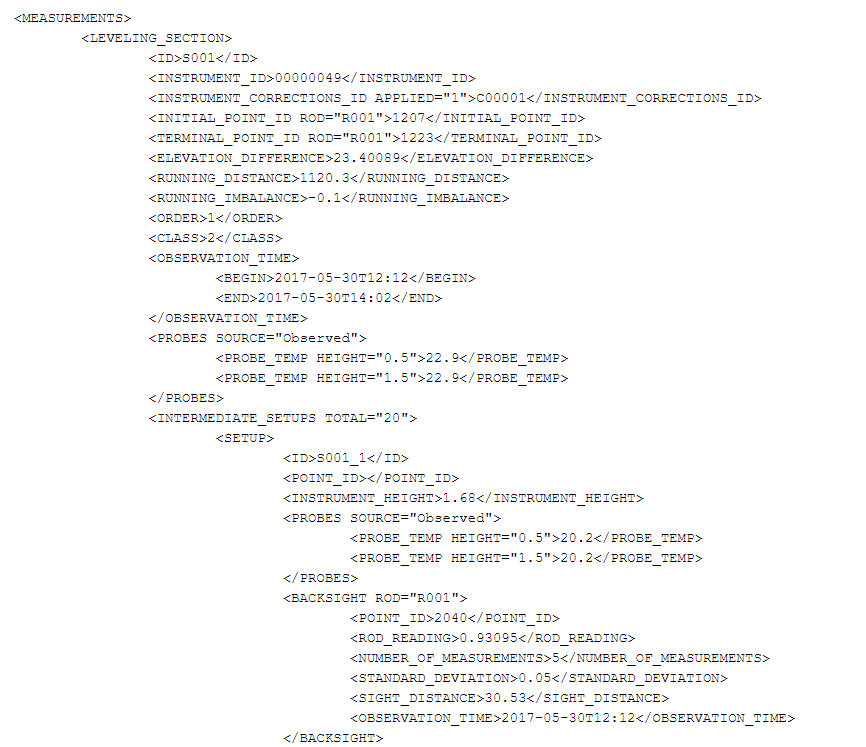 <MEASUREMENTS>
<LEVELING_SECTION>
<ID>S001</ID>
<INSTRUMENT_ID>00000049</INSTRUMENT_ID>
<INSTRUMENT_CORRECTIONS_ID APPLIED="1">C00001</INSTRUMENT_CORRECTIONS_ID>
<INITIAL_POINT_ID ROD="R001">1207</INITIAL_POINT_ID>
<TERMINAL_POINT_ID ROD="R001">1223</TERMINAL_POINT_ID>
<ELEVATION_DIFFERENCE>23.40089</ELEVATION_DIFFERENCE>
<RUNNING_DISTANCE>1120.3</RUNNING_DISTANCE>
<RUNNING_IMBALANCE>-0.1</RUNNING_IMBALANCE>
<ORDER>1</ORDER>
<CLASS>2</CLASS>
<OBSERVATION_TIME>
<BEGIN>2017-05-30T12:12</BEGIN>
<END>2017-05-30T14:02</END>
</OBSERVATION_TIME>
<PROBES SOURCE="Observed">
<PROBE_TEMP HEIGHT="0.5">22.9</PROBE_TEMP>
<PROBE_TEMP HEIGHT="1.5">22.9</PROBE_TEMP>
</PROBES>
<INTERMEDIATE_SETUPS TOTAL="20">
<SETUP>
<ID>S001_1</ID>
<POINT_ID></POINT_ID>
<INSTRUMENT_HEIGHT>1.68</INSTRUMENT_HEIGHT>
<PROBES SOURCE="Observed">
<PROBE_TEMP HEIGHT="0.5">20.2</PROBE_TEMP>
<PROBE_TEMP HEIGHT="1.5">20.2</PROBE_TEMP>
</PROBES>
<BACKSIGHT ROD="R001">
<POINT_ID>2040</POINT_ID>
<ROD_READING>0.93095</ROD_READING>
<NUMBER_OF_MEASUREMENTS>5</NUMBER_OF_MEASUREMENTS>
<STANDARD_DEVIATION>0.05</STANDARD_DEVIATION>
<SIGHT_DISTANCE>30.53</SIGHT_DISTANCE>
<OBSERVATION_TIME>2017-05-30T12:12</OBSERVATION_TIME>
</BACKSIGHT>